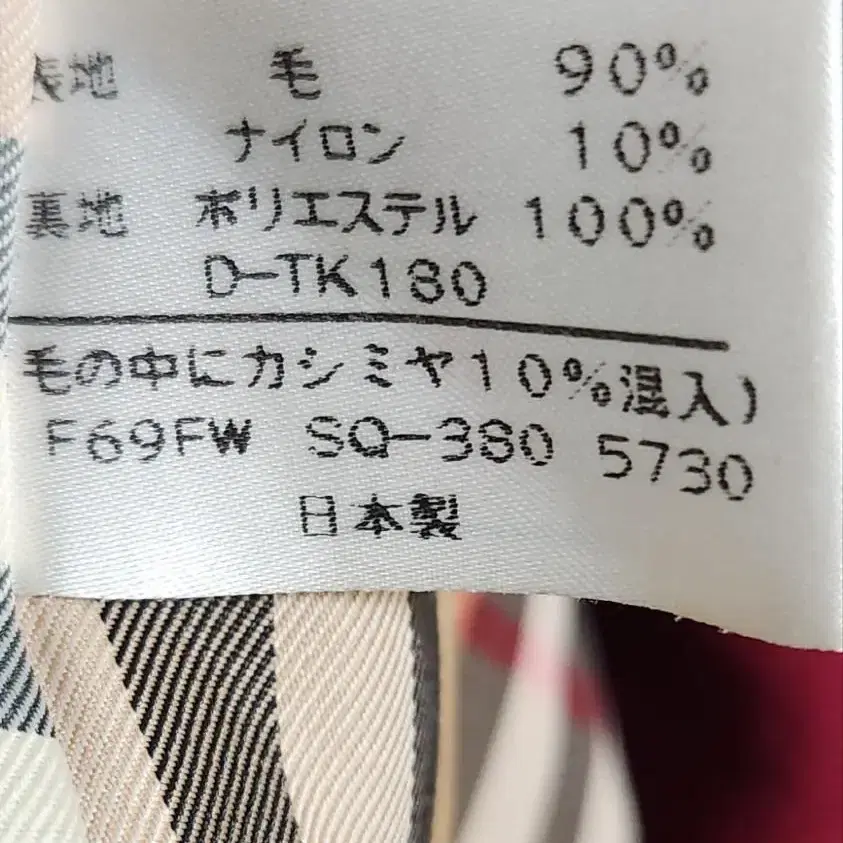 表地 毛 90%
ナイロン 10%
裏地 ポリエステル 100%
D-TK180
毛の中にカシミヤ10%混入)
F69FW SQ-380 5730
日本製